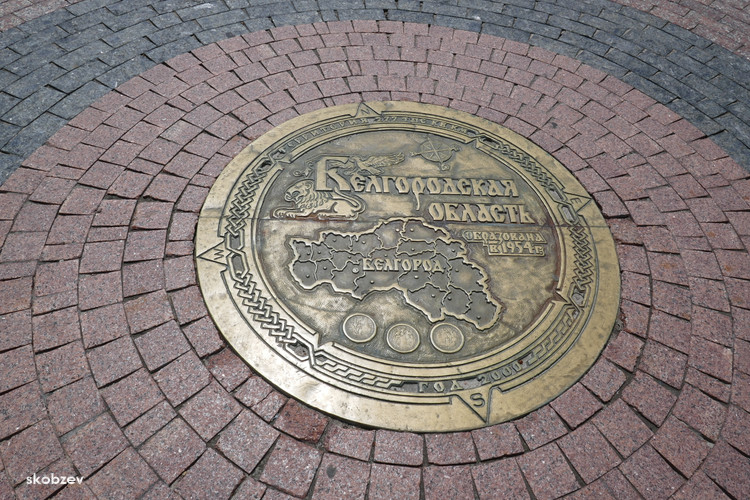 Белгородская
область
образована
в 1954 г.
Белгород
год 2000
N
E
S
W
skobzev